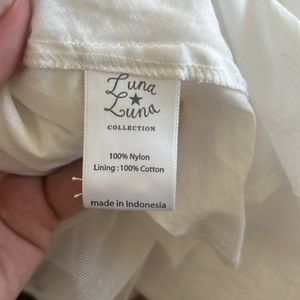 Luna
Luna
COLLECTION
100% Nylon
Lining : 100% Cotton
made in Indonesia